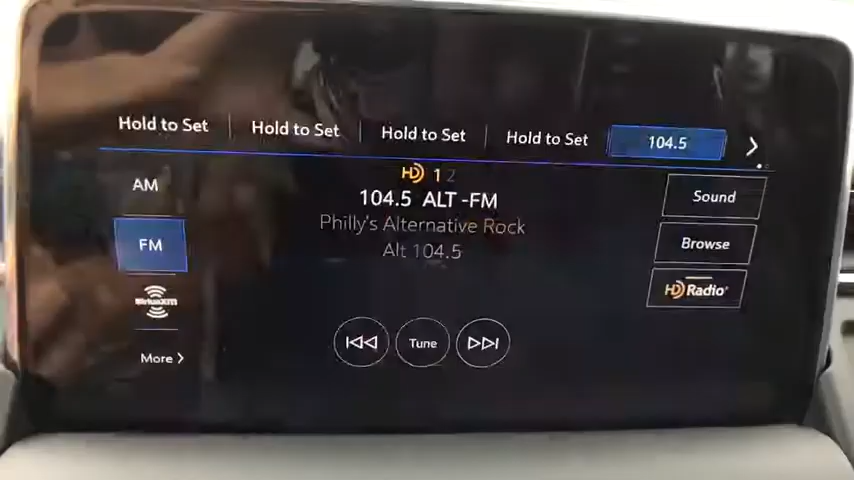 Hold to Set Hold to Set Hold to Set Hold to Set 104.5
AM
HD 1 2
104.5 ALT -FM
Philly's Alternative Rock
Alt 104.5
Sound
FM
Browse
SiriusXM
HD Radio
Tune
More